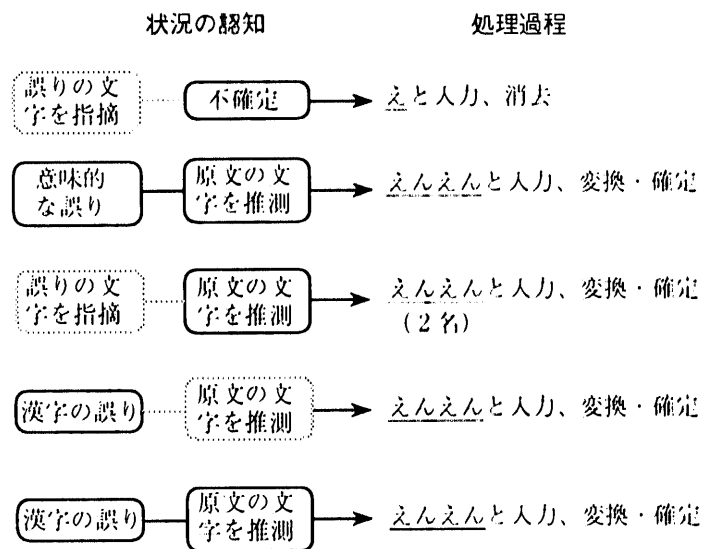 状況の認知 処理過程
誤りの文
字を指摘
不確定
えと入力、消去
意味的
な誤り
原文の文
字を推測
えんえんと入力、変換・確定
誤りの文
字を指摘
原文の文
字を推測
えんえんと入力、変換・確定
(2名)
漢字の誤り
原文の文
字を推測
えんえんと入力、変換・確定
漢字の誤り
原文の文
字を推測
えんえんと入力、変換・確定